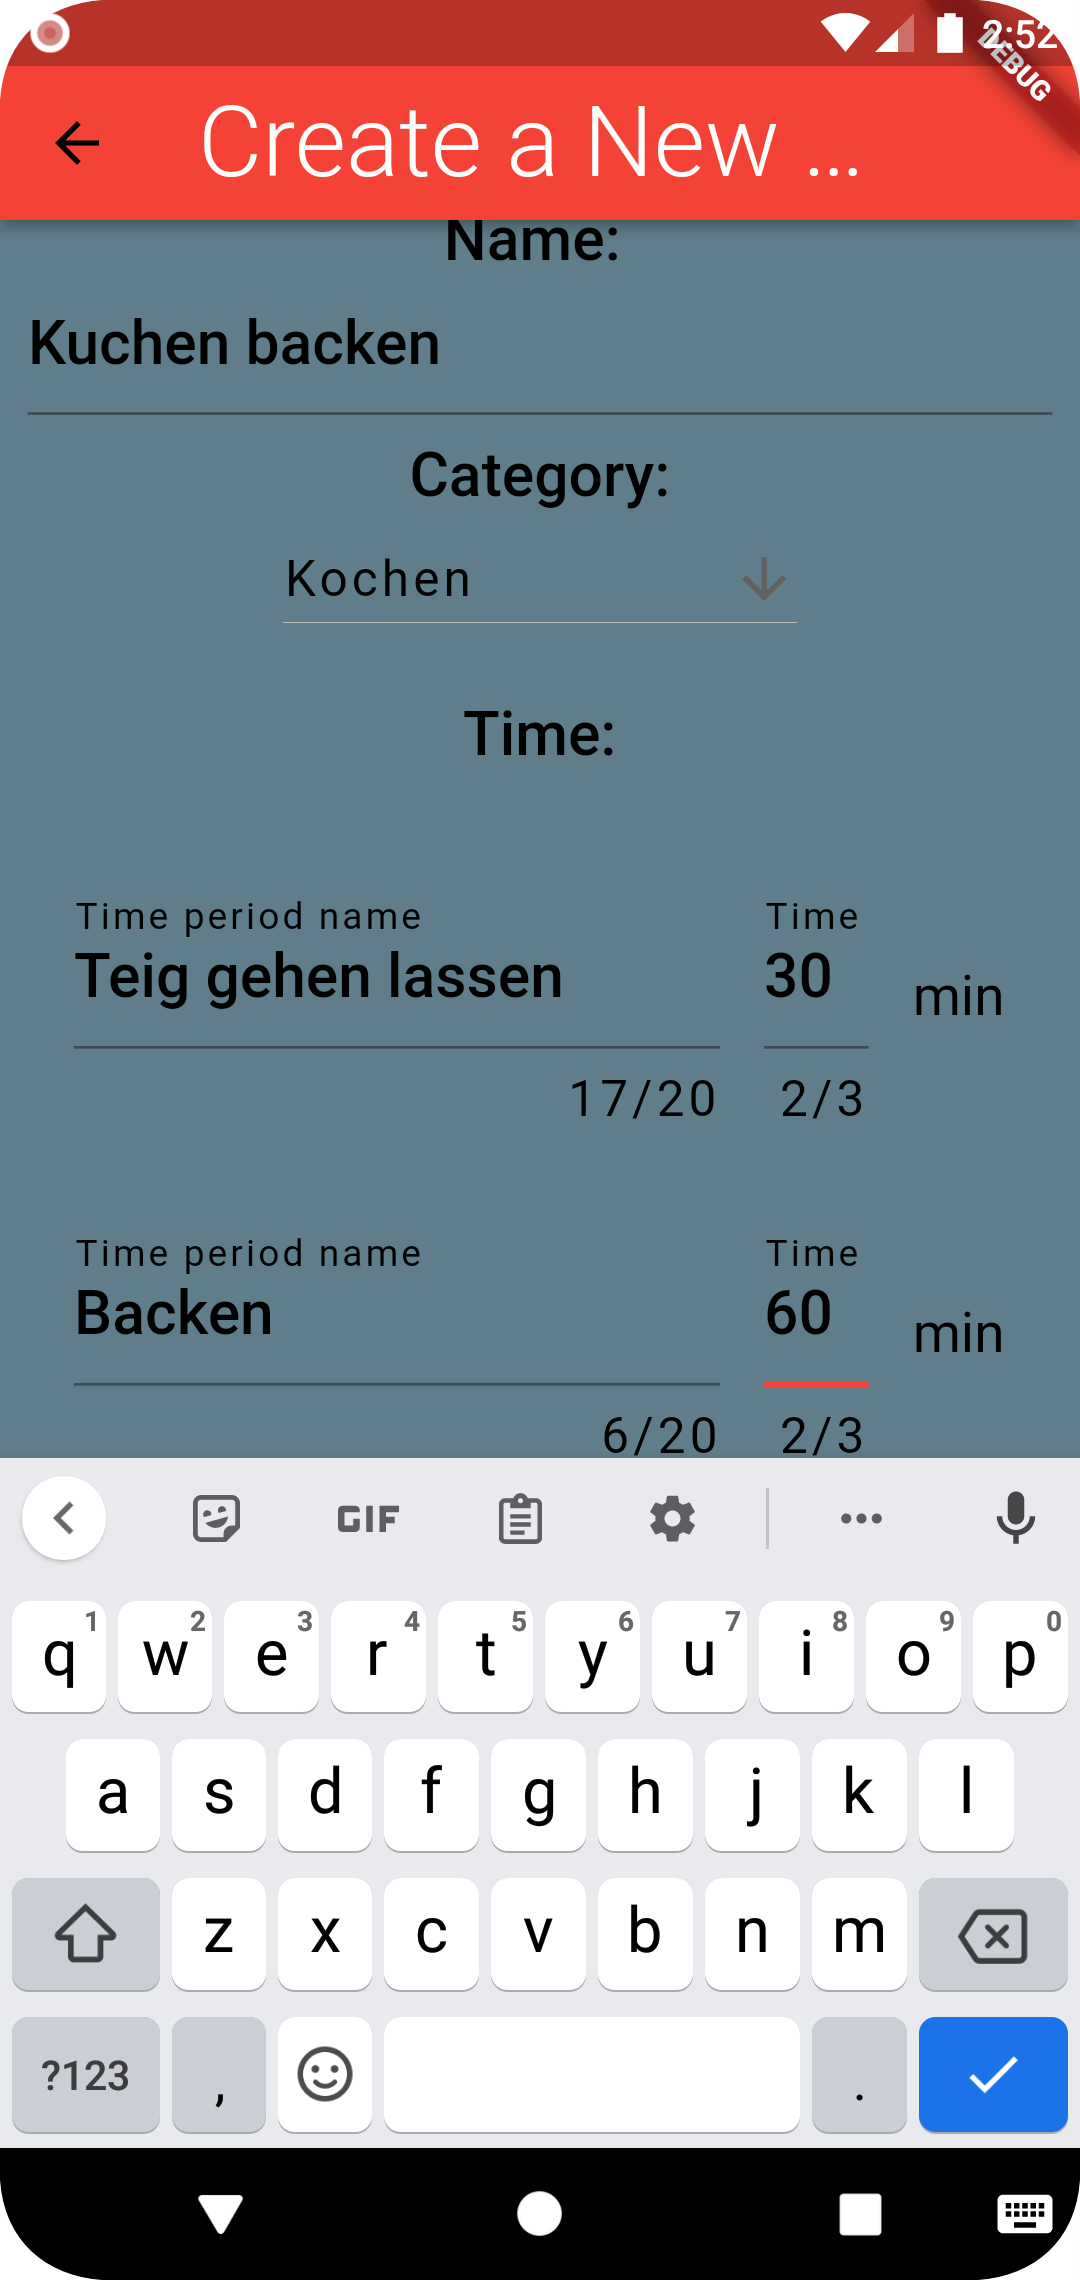 2:52
DEBUG
Create a New ...
Name:
Kuchen backen
Category:
Kochen
Time:
Time period name Time
Teig gehen lassen 30 min
17/20 2/3
Time period name Time
Backen 60 min
6/20 2/3
GIF
1 2 3 4 5 6 7 8 9 0
q w e r t y u i o p
a s d f g h j k l
z x c v b n m
?123 , .